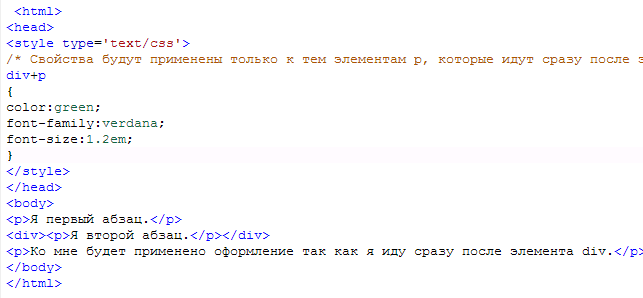 <html>
<head>
<style type='text/css'>
/* Свойства будут применены только к тем элементам p, которые идут сразу после
div+p
{
color:green;
font-family:verdana;
font-size:1.2em;
}
</style>
</head>
<body>
<p>Я первый абзац.</p>
<div><p>Я второй абзац.</p></div>
<p>Ко мне будет применено оформление так как я иду сразу после элемента div.</p>
</body>
</html>